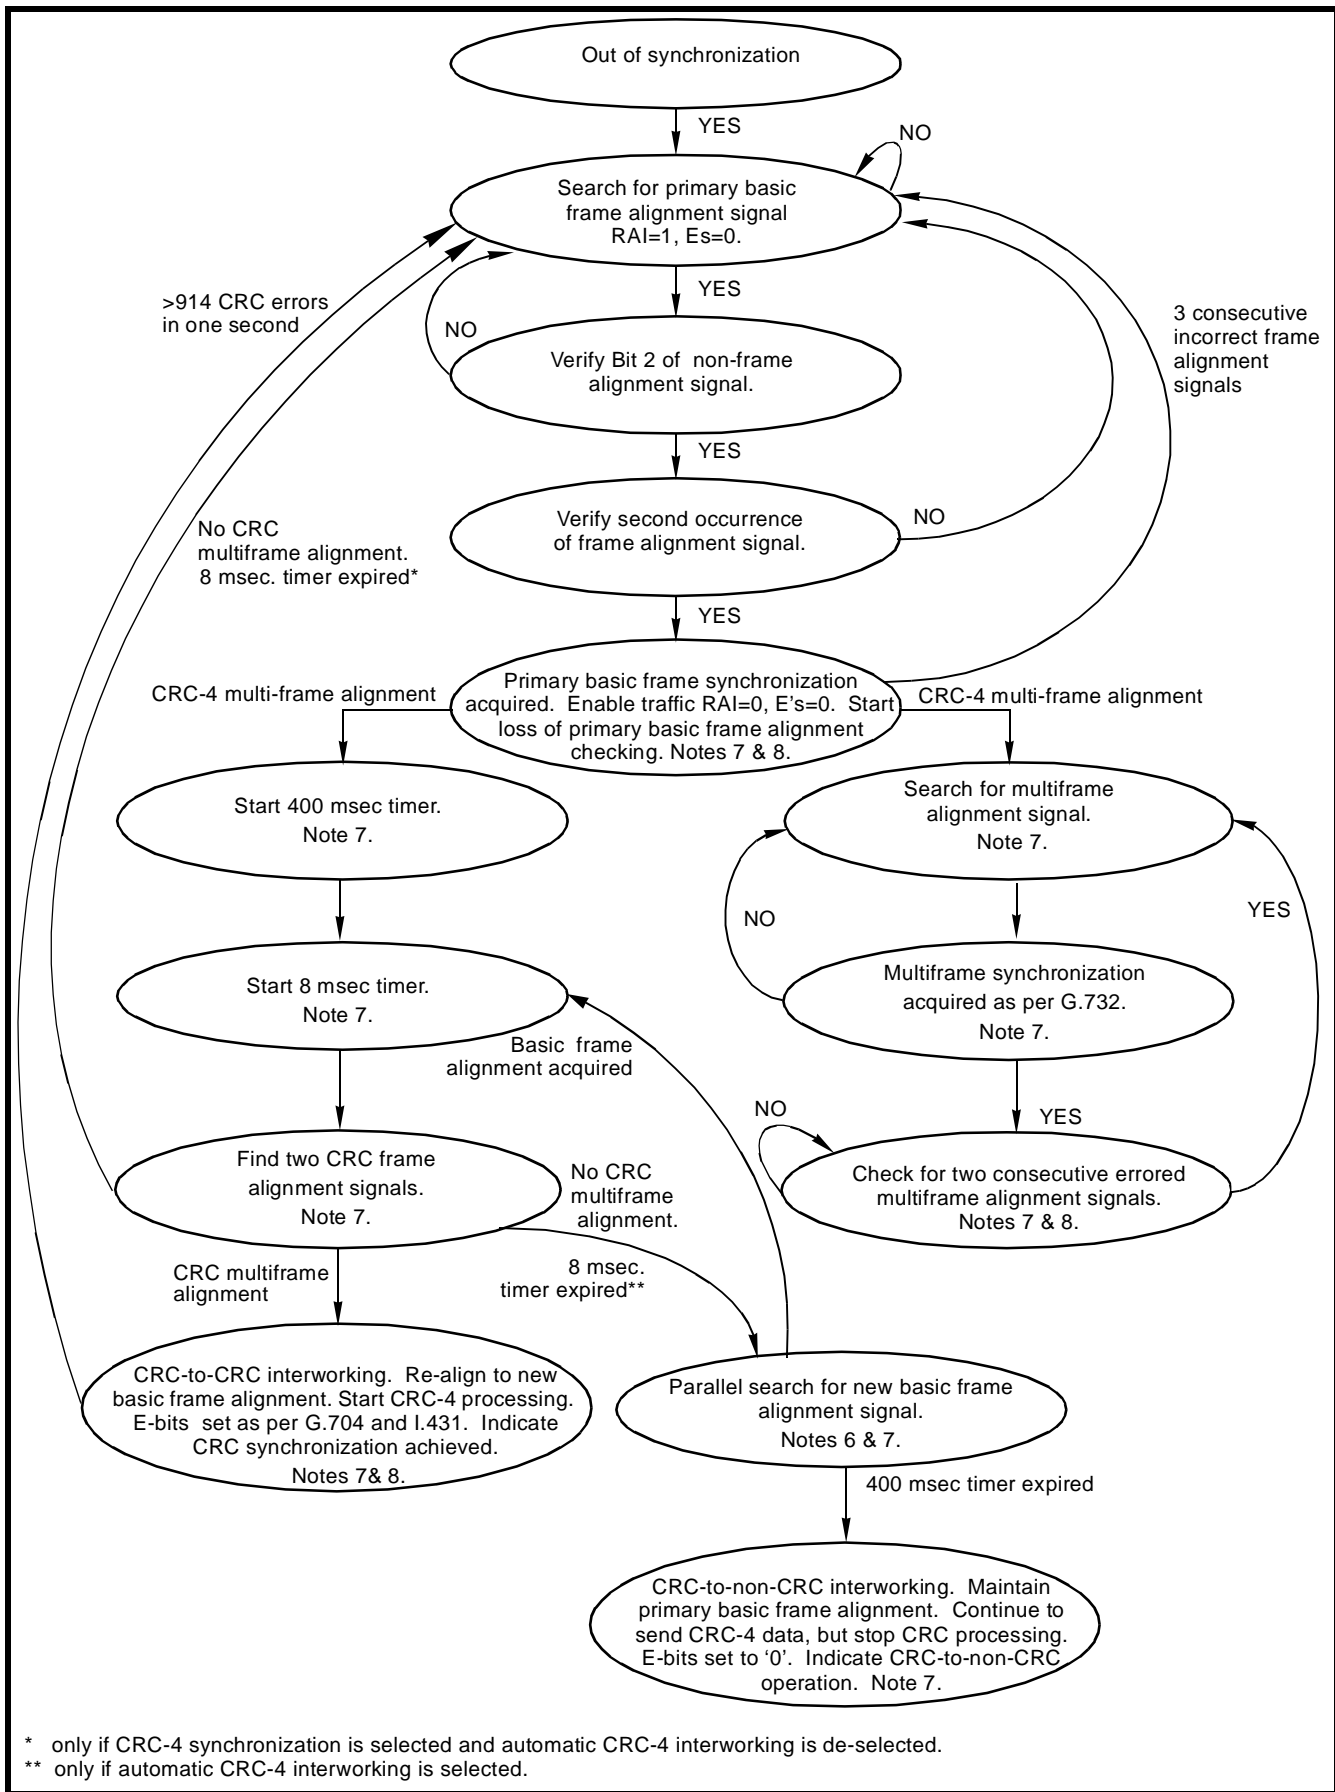 Out of synchronization
YES
NO
Search for primary basic
frame alignment signal
RAI=1, Es=0.
YES
>914 CRC errors
in one second
NO
3 consecutive
incorrect frame
alignment
signals
Verify Bit 2 of non-frame
alignment signal.
YES
No CRC
multiframe alignment.
8 msec. timer expired*
Verify second occurrence
of frame alignment signal.
NO
YES
CRC-4 multi-frame alignment
Primary basic frame synchronization
acquired. Enable traffic RAI=0, E's=0. Start
loss of primary basic frame alignment
checking. Notes 7 & 8.
CRC-4 multi-frame alignment
Start 400 msec timer.
Note 7.
Search for multiframe
alignment signal.
Note 7.
NO
YES
Start 8 msec timer.
Note 7.
Multiframe synchronization
acquired as per G.732.
Note 7.
Basic frame
alignment acquired
NO
YES
Find two CRC frame
alignment signals.
Note 7.
No CRC
multiframe
alignment.
Check for two consecutive errored
multiframe alignment signals.
Notes 7 & 8.
CRC multiframe
alignment
8 msec.
timer expired**
CRC-to-CRC interworking. Re-align to new
basic frame alignment. Start CRC-4 processing.
E-bits set as per G.704 and I.431. Indicate
CRC synchronization achieved.
Notes 7& 8.
Parallel search for new basic frame
alignment signal.
Notes 6 & 7.
400 msec timer expired
CRC-to-non-CRC interworking. Maintain
primary basic frame alignment. Continue to
send CRC-4 data, but stop CRC processing.
E-bits set to ‘0’. Indicate CRC-to-non-CRC
operation. Note 7.
* only if CRC-4 synchronization is selected and automatic CRC-4 interworking is de-selected.
** only if automatic CRC-4 interworking is selected.